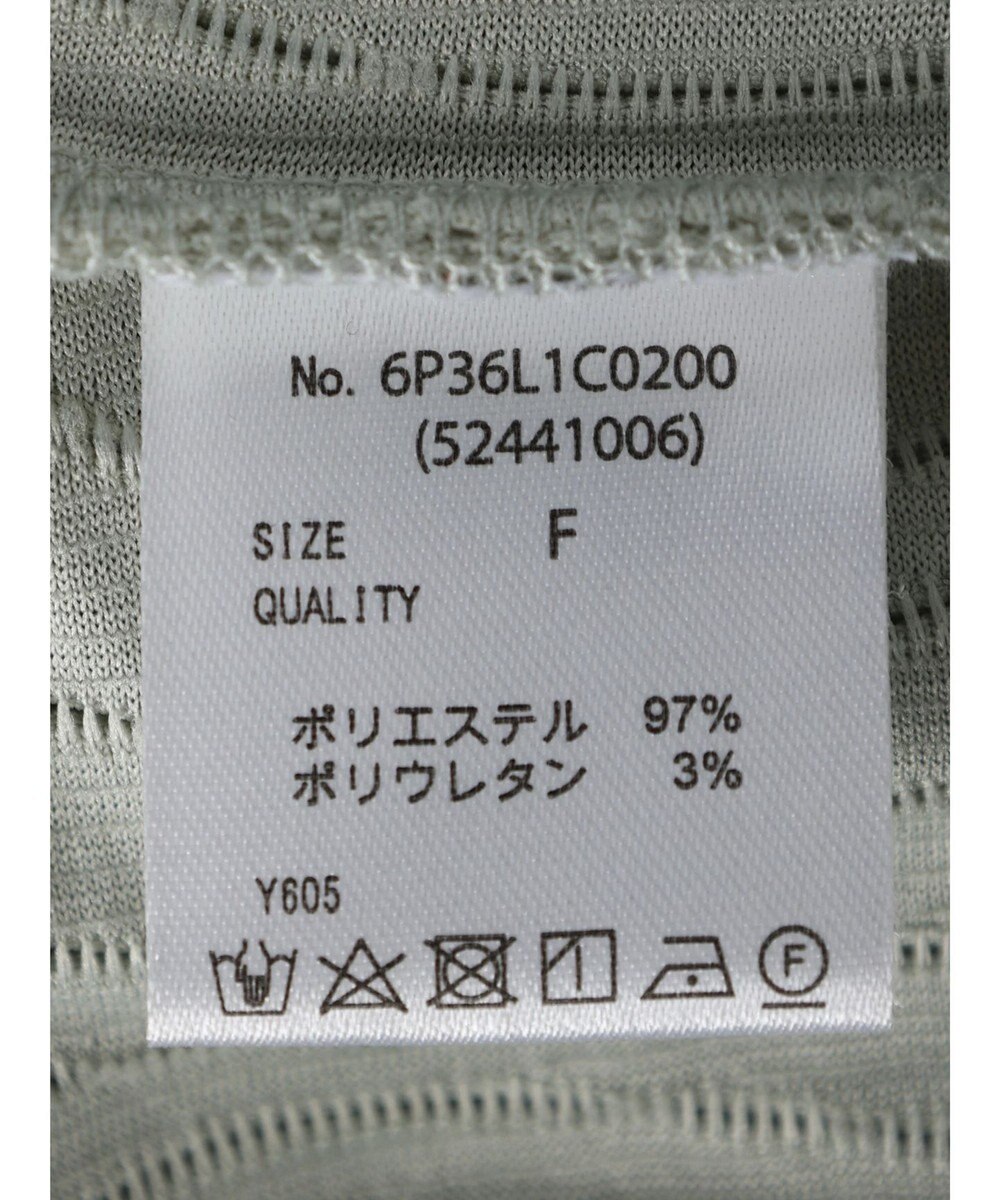 No. 6P36L1C0200
(52441006)
SIZE F
QUALITY
ポリエステル 97%
ポリウレタン 3%
Y605
F